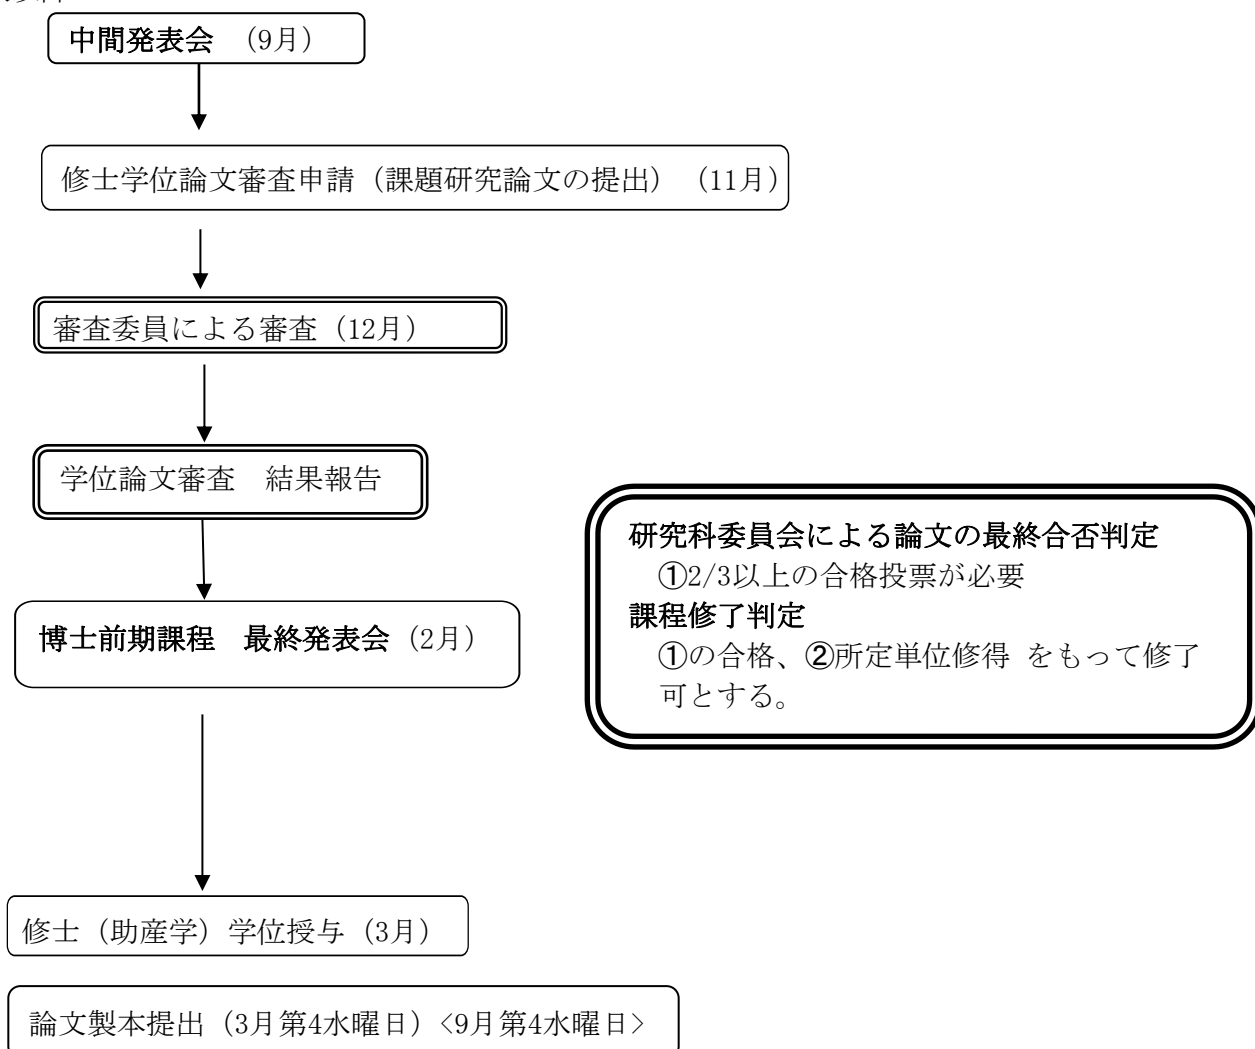 中間発表会 (9月)
修士学位論文審査申請（課題研究論文の提出） (11月)
審査委員による審査（12月）
学位論文審査　結果報告
博士前期課程　最終発表会（2月）
研究科委員会による論文の最終合否判定
①2/3以上の合格投票が必要
課程修了判定
①の合格、②所定単位修得 をもって修了
可とする。
修士（助産学）学位授与（3月）
論文製本提出（3月第4水曜日）<9月第4水曜日>